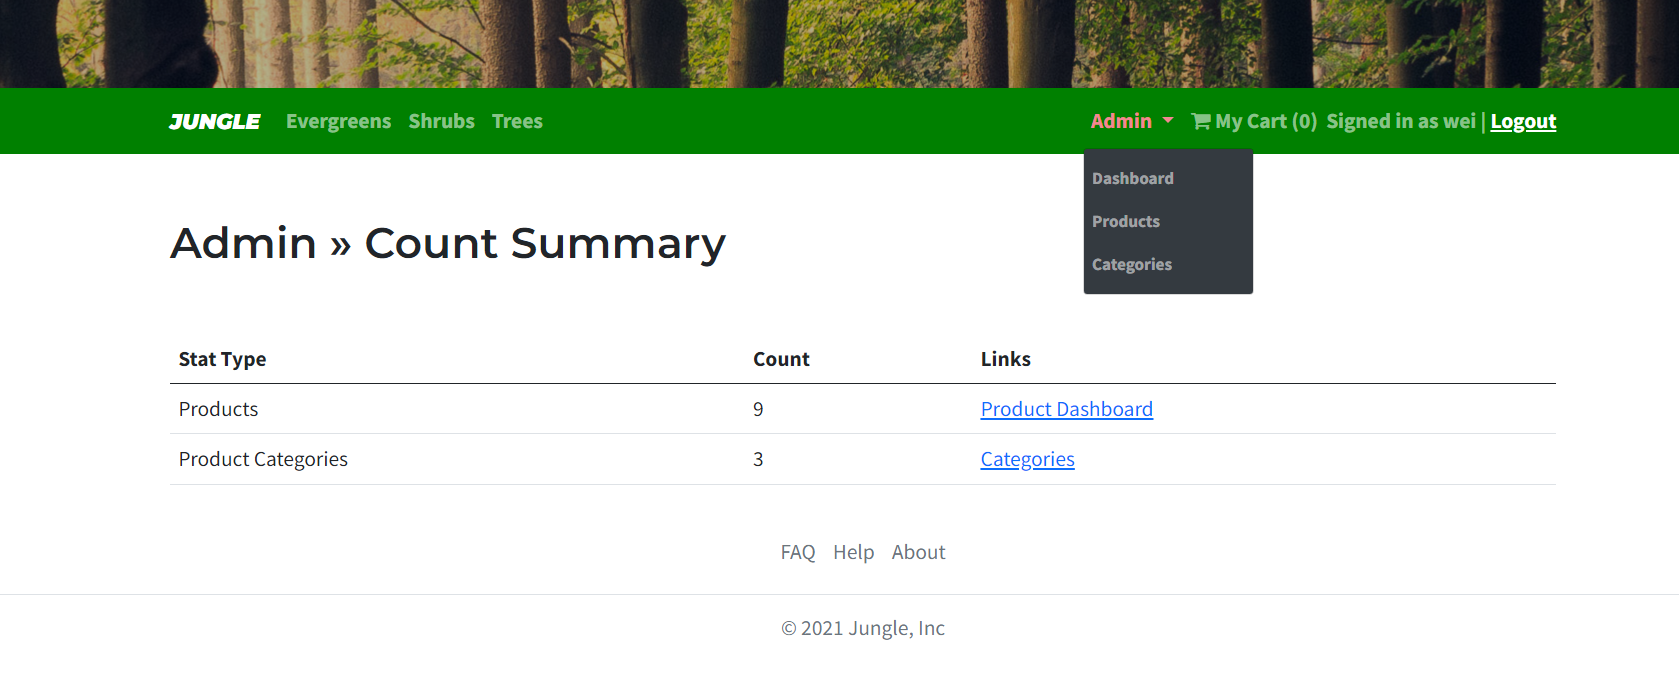 JUNGLE Evergreens Shrubs Trees Admin My Cart (0) Signed in as wei | Logout
Dashboard
Products
Categories
Admin » Count Summary
Stat Type Count Links
Products 9 Product Dashboard
Product Categories 3 Categories
FAQ Help About
© 2021 Jungle, Inc